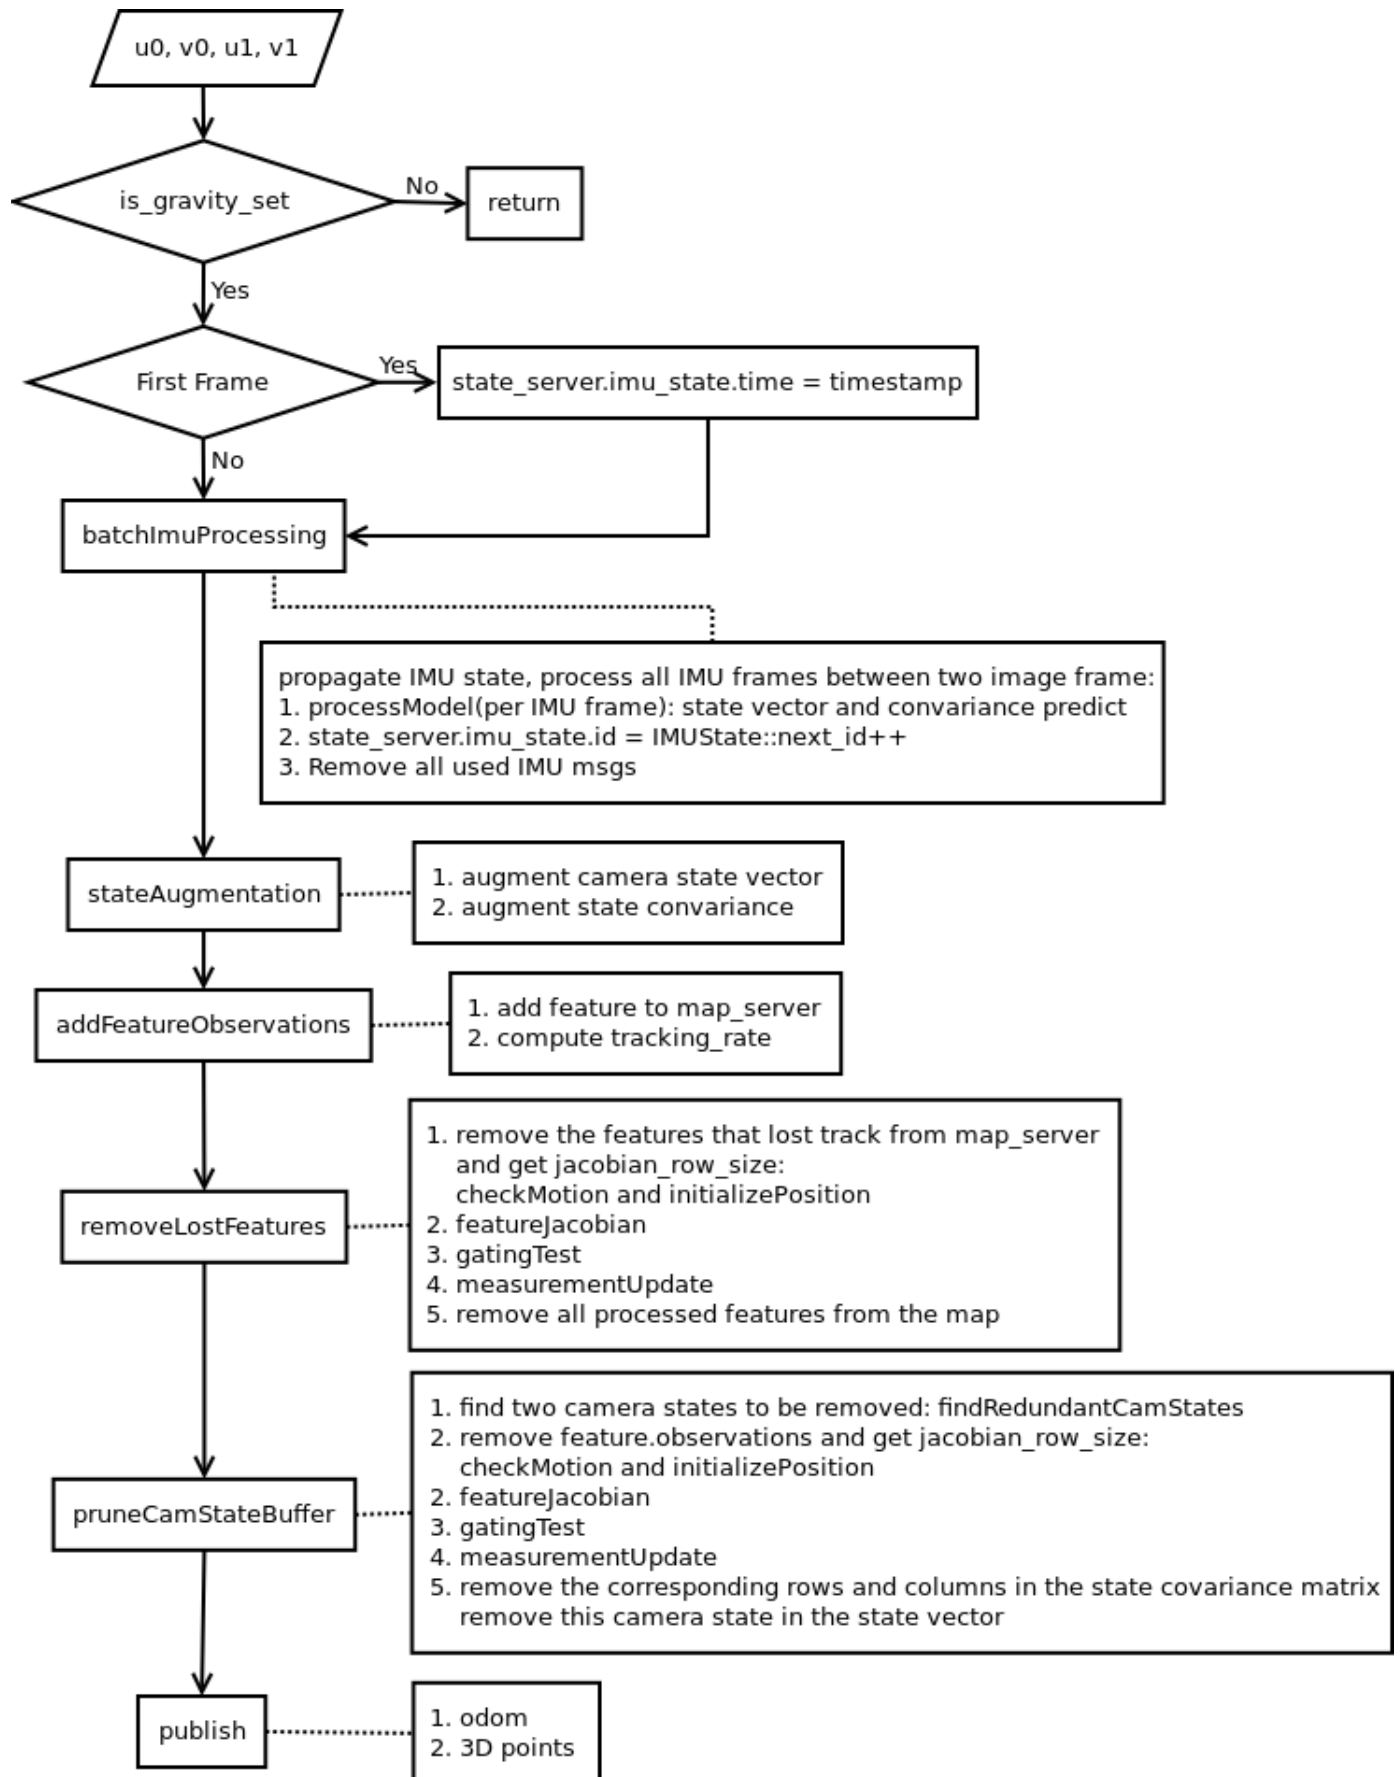 u0, v0, u1, v1
is_gravity_set
No
return
Yes
First Frame
Yes
state_server.imu_state.time = timestamp
No
batchImuProcessing
propagate IMU state, process all IMU frames between two image frame:
1. processModel(per IMU frame): state vector and convariance predict
2. state_server.imu_state.id = IMUState::next_id++
3. Remove all used IMU msgs
stateAugmentation
1. augment camera state vector
2. augment state convariance
addFeatureObservations
1. add feature to map_server
2. compute tracking_rate
removeLostFeatures
1. remove the features that lost track from map_server
and get jacobian_row_size:
checkMotion and initializePosition
2. featureJacobian
3. gatingTest
4. measurementUpdate
5. remove all processed features from the map
pruneCamStateBuffer
1. find two camera states to be removed: findRedundantCamStates
2. remove feature.observations and get jacobian_row_size:
checkMotion and initializePosition
2. featureJacobian
3. gatingTest
4. measurementUpdate
5. remove the corresponding rows and columns in the state covariance matrix
remove this camera state in the state vector
publish
1. odom
2. 3D points